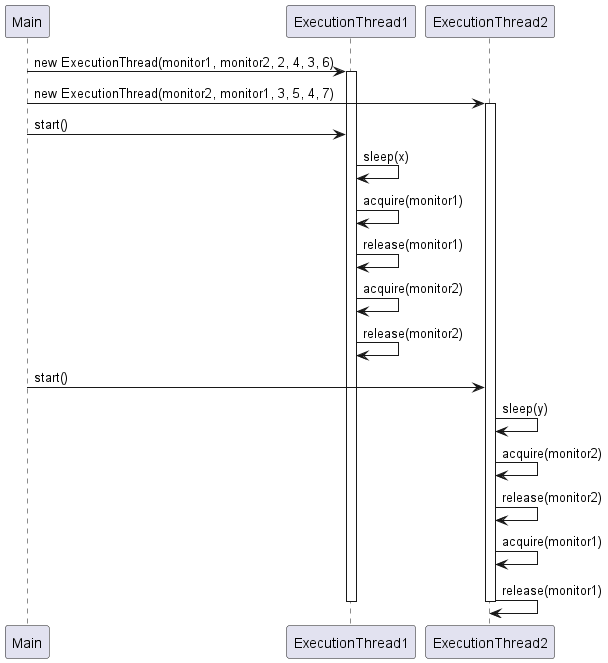 Main
ExecutionThread1
ExecutionThread2
new ExecutionThread(monitor1, monitor2, 2, 4, 3, 6)
new ExecutionThread(monitor2, monitor1, 3, 5, 4, 7)
start()
sleep(x)
acquire(monitor1)
release(monitor1)
acquire(monitor2)
release(monitor2)
start()
sleep(y)
acquire(monitor2)
release(monitor2)
acquire(monitor1)
release(monitor1)
Main
ExecutionThread1
ExecutionThread2